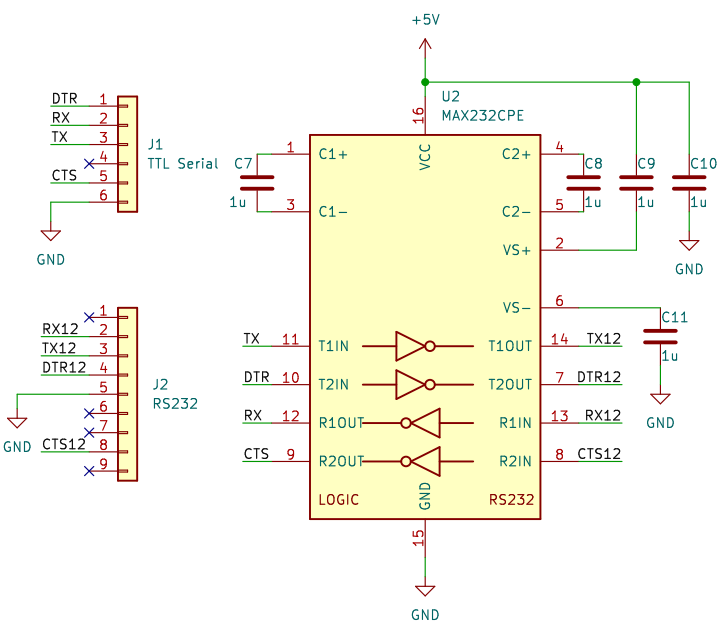 +5V
U2
MAX232CPE
16
VCC
DTR 1
RX 2
TX 3
4
CTS 5
6
J1
TTL Serial
GND
C7
1u
1 C1+
3 C1-
C2+ 4
C2- 5
C8
1u
C9
1u
C10
1u
GND
VS+ 2
VS- 6
C11
1u
GND
1
RX12 2
TX12 3
DTR12 4
5
6
7
CTS12 8
9
J2
RS232
GND
TX 11 T1IN
T1OUT 14 TX12
DTR 10 T2IN
T2OUT 7 DTR12
RX 12 R1OUT
R1IN 13 RX12
CTS 9 R2OUT
R2IN 8 CTS12
LOGIC
GND
RS232
15
GND